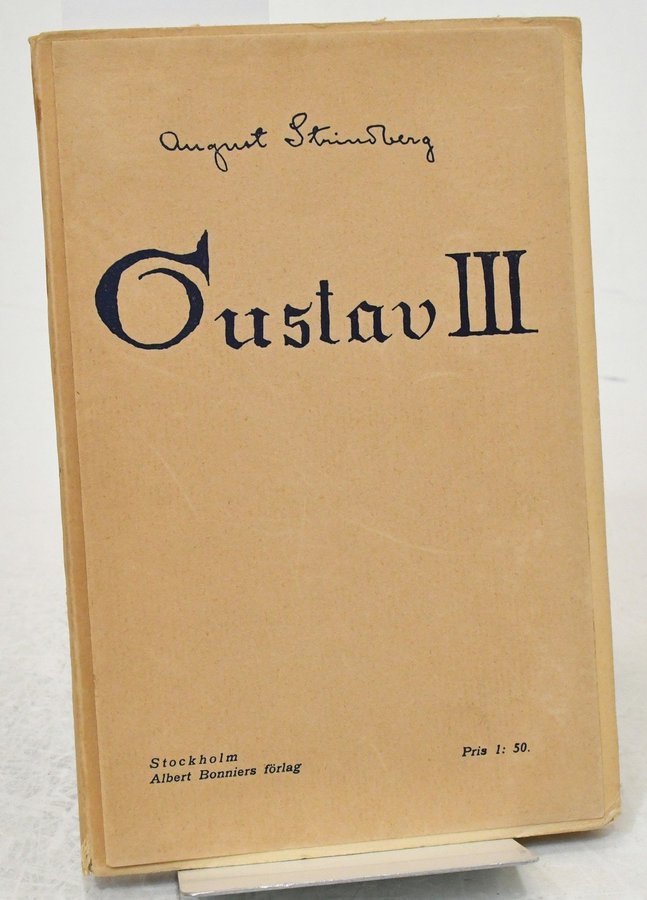 August Strindberg
Gustav III
Stockholm
Albert Bonniers förlag
Pris 1: 50.